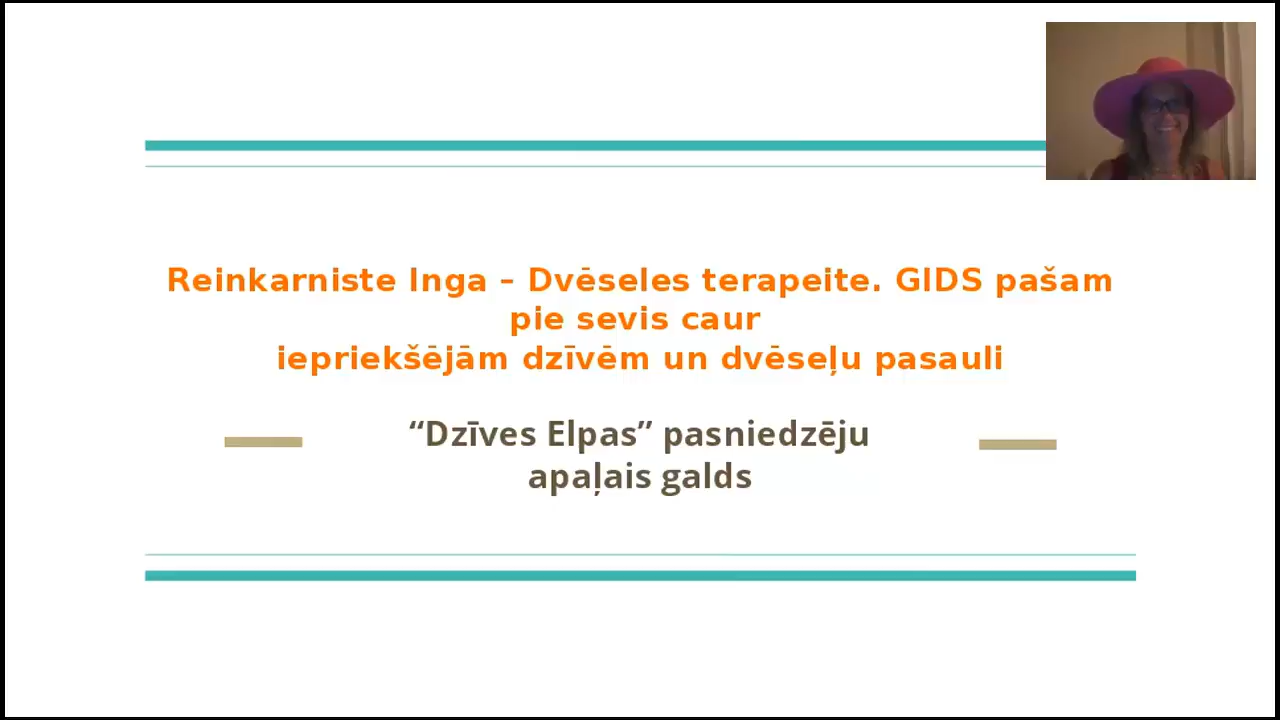 Reinkarniste Inga – Dvēseles terapeite. GIDS pašam
pie sevis caur
iepriekšējām dzīvēm un dvēseļu pasauli
“Dzīves Elpas” pasniedzēju
apaļais galds